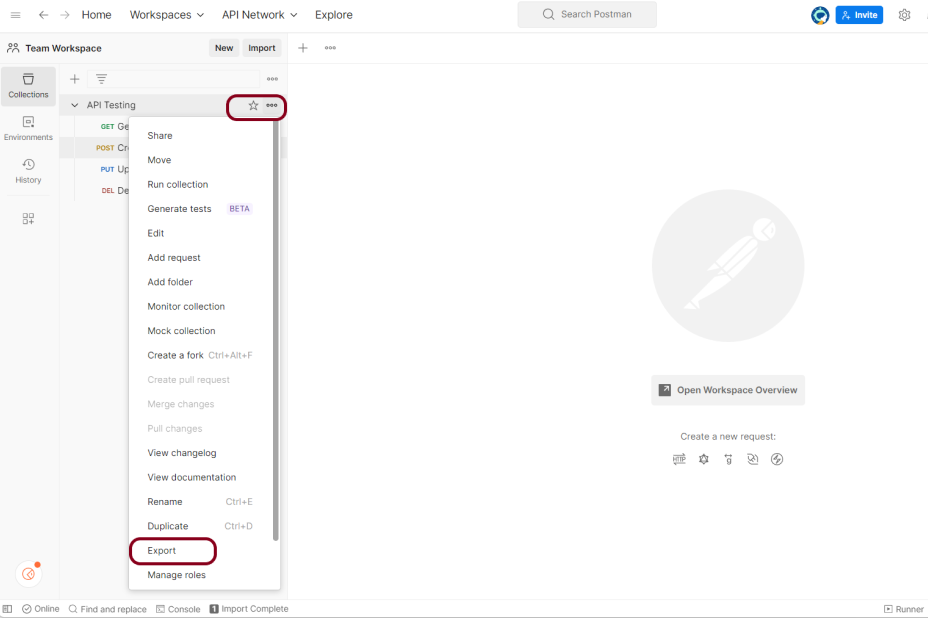 Home Workspaces API Network Explore Search Postman Invite
Team Workspace New Import
Collections
API Testing
GET Ge
Environments
POST Cr
History
PUT Up
DEL De
Share
Move
Run collection
Generate tests BETA
Edit
Add request
Add folder
Monitor collection
Mock collection
Create a fork Ctrl+Alt+F
Create pull request
Merge changes
Pull changes
View changelog
View documentation
Rename Ctrl+E
Duplicate Ctrl+D
Export
Manage roles
Open Workspace Overview
Create a new request:
HTTP
g
Online Find and replace Console 1 Import Complete Runner